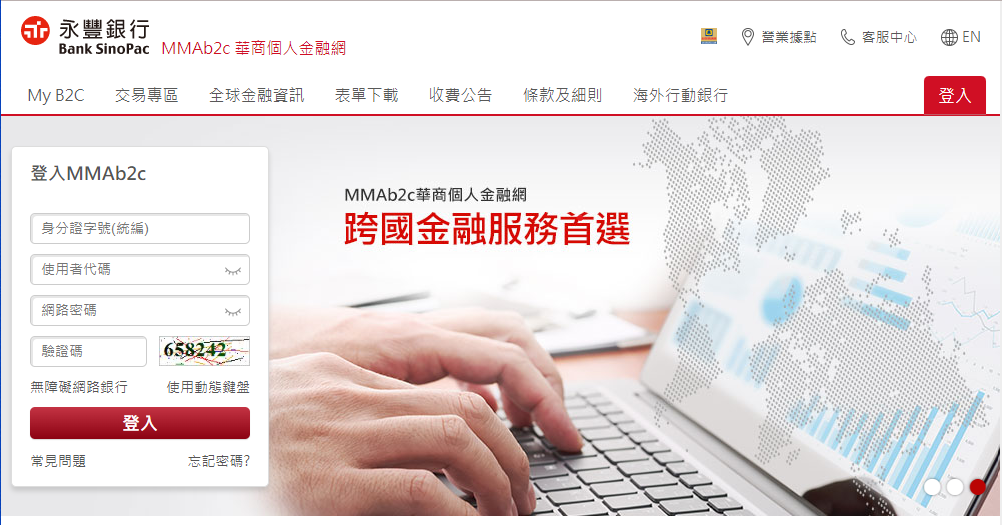 永豐銀行
Bank SinoPac
MMAb2c 華商個人金融網
營業據點
客服中心
EN
My B2C
交易專區
全球金融資訊
表單下載
收費公告
條款及細則
海外行動銀行
登入
登入MMAb2c
身分證字號(統編)
使用者代碼
網路密碼
驗證碼
658242
無障礙網路銀行
使用動態鍵盤
登入
常見問題
忘記密碼?
MMAb2c華商個人金融網
跨國金融服務首選